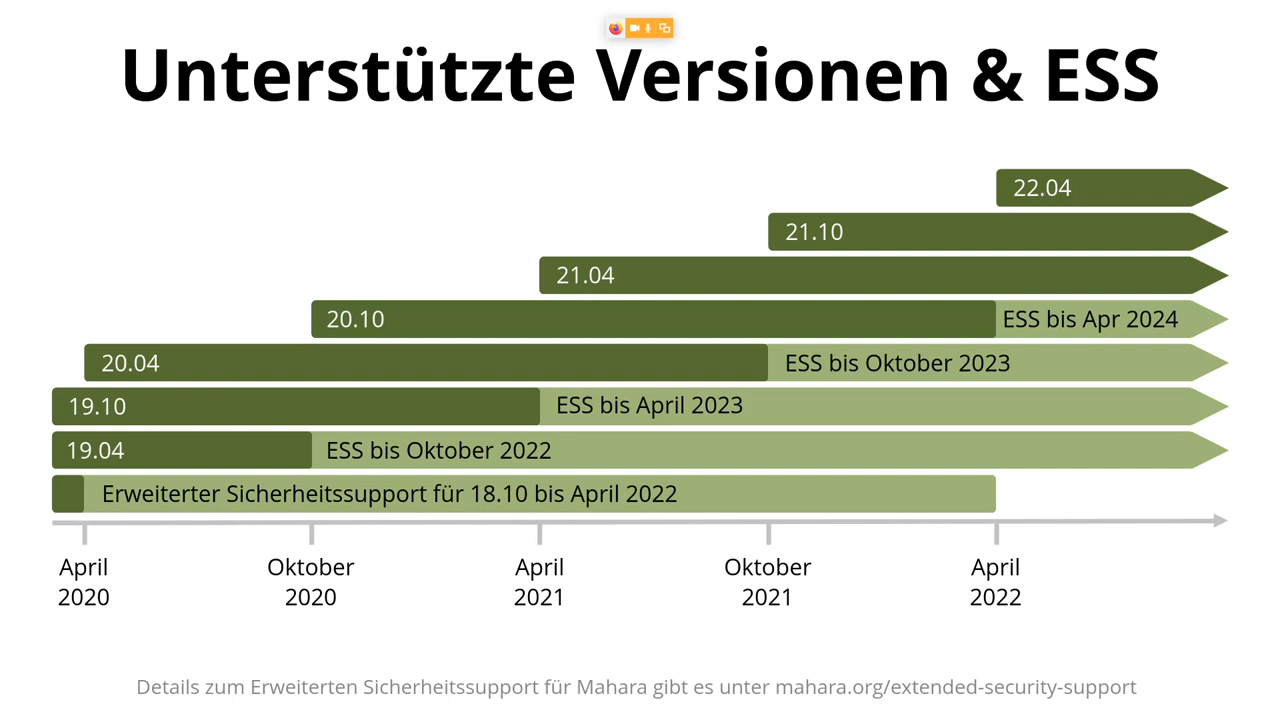 Unterstützte Versionen & ESS
22.04
21.10
21.04
20.10 ESS bis Apr 2024
20.04 ESS bis Oktober 2023
19.10 ESS bis April 2023
19.04 ESS bis Oktober 2022
Erweiterter Sicherheitssupport für 18.10 bis April 2022
April Oktober April Oktober April
2020 2020 2021 2021 2022
Details zum Erweiterten Sicherheitssupport für Mahara gibt es unter mahara.org/extended-security-support